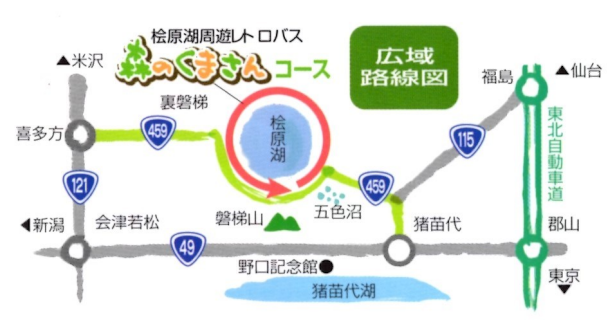 桧原湖周遊レトロバス
森のくまさんコース
広域
路線図
▲米沢
裏磐梯
福島
▲仙台
喜多方
459
桧原湖
115
東北自動車道
121
459
五色沼
磐梯山
◀新潟
会津若松
猪苗代
郡山
49
野口記念館●
猪苗代湖
東京
▼